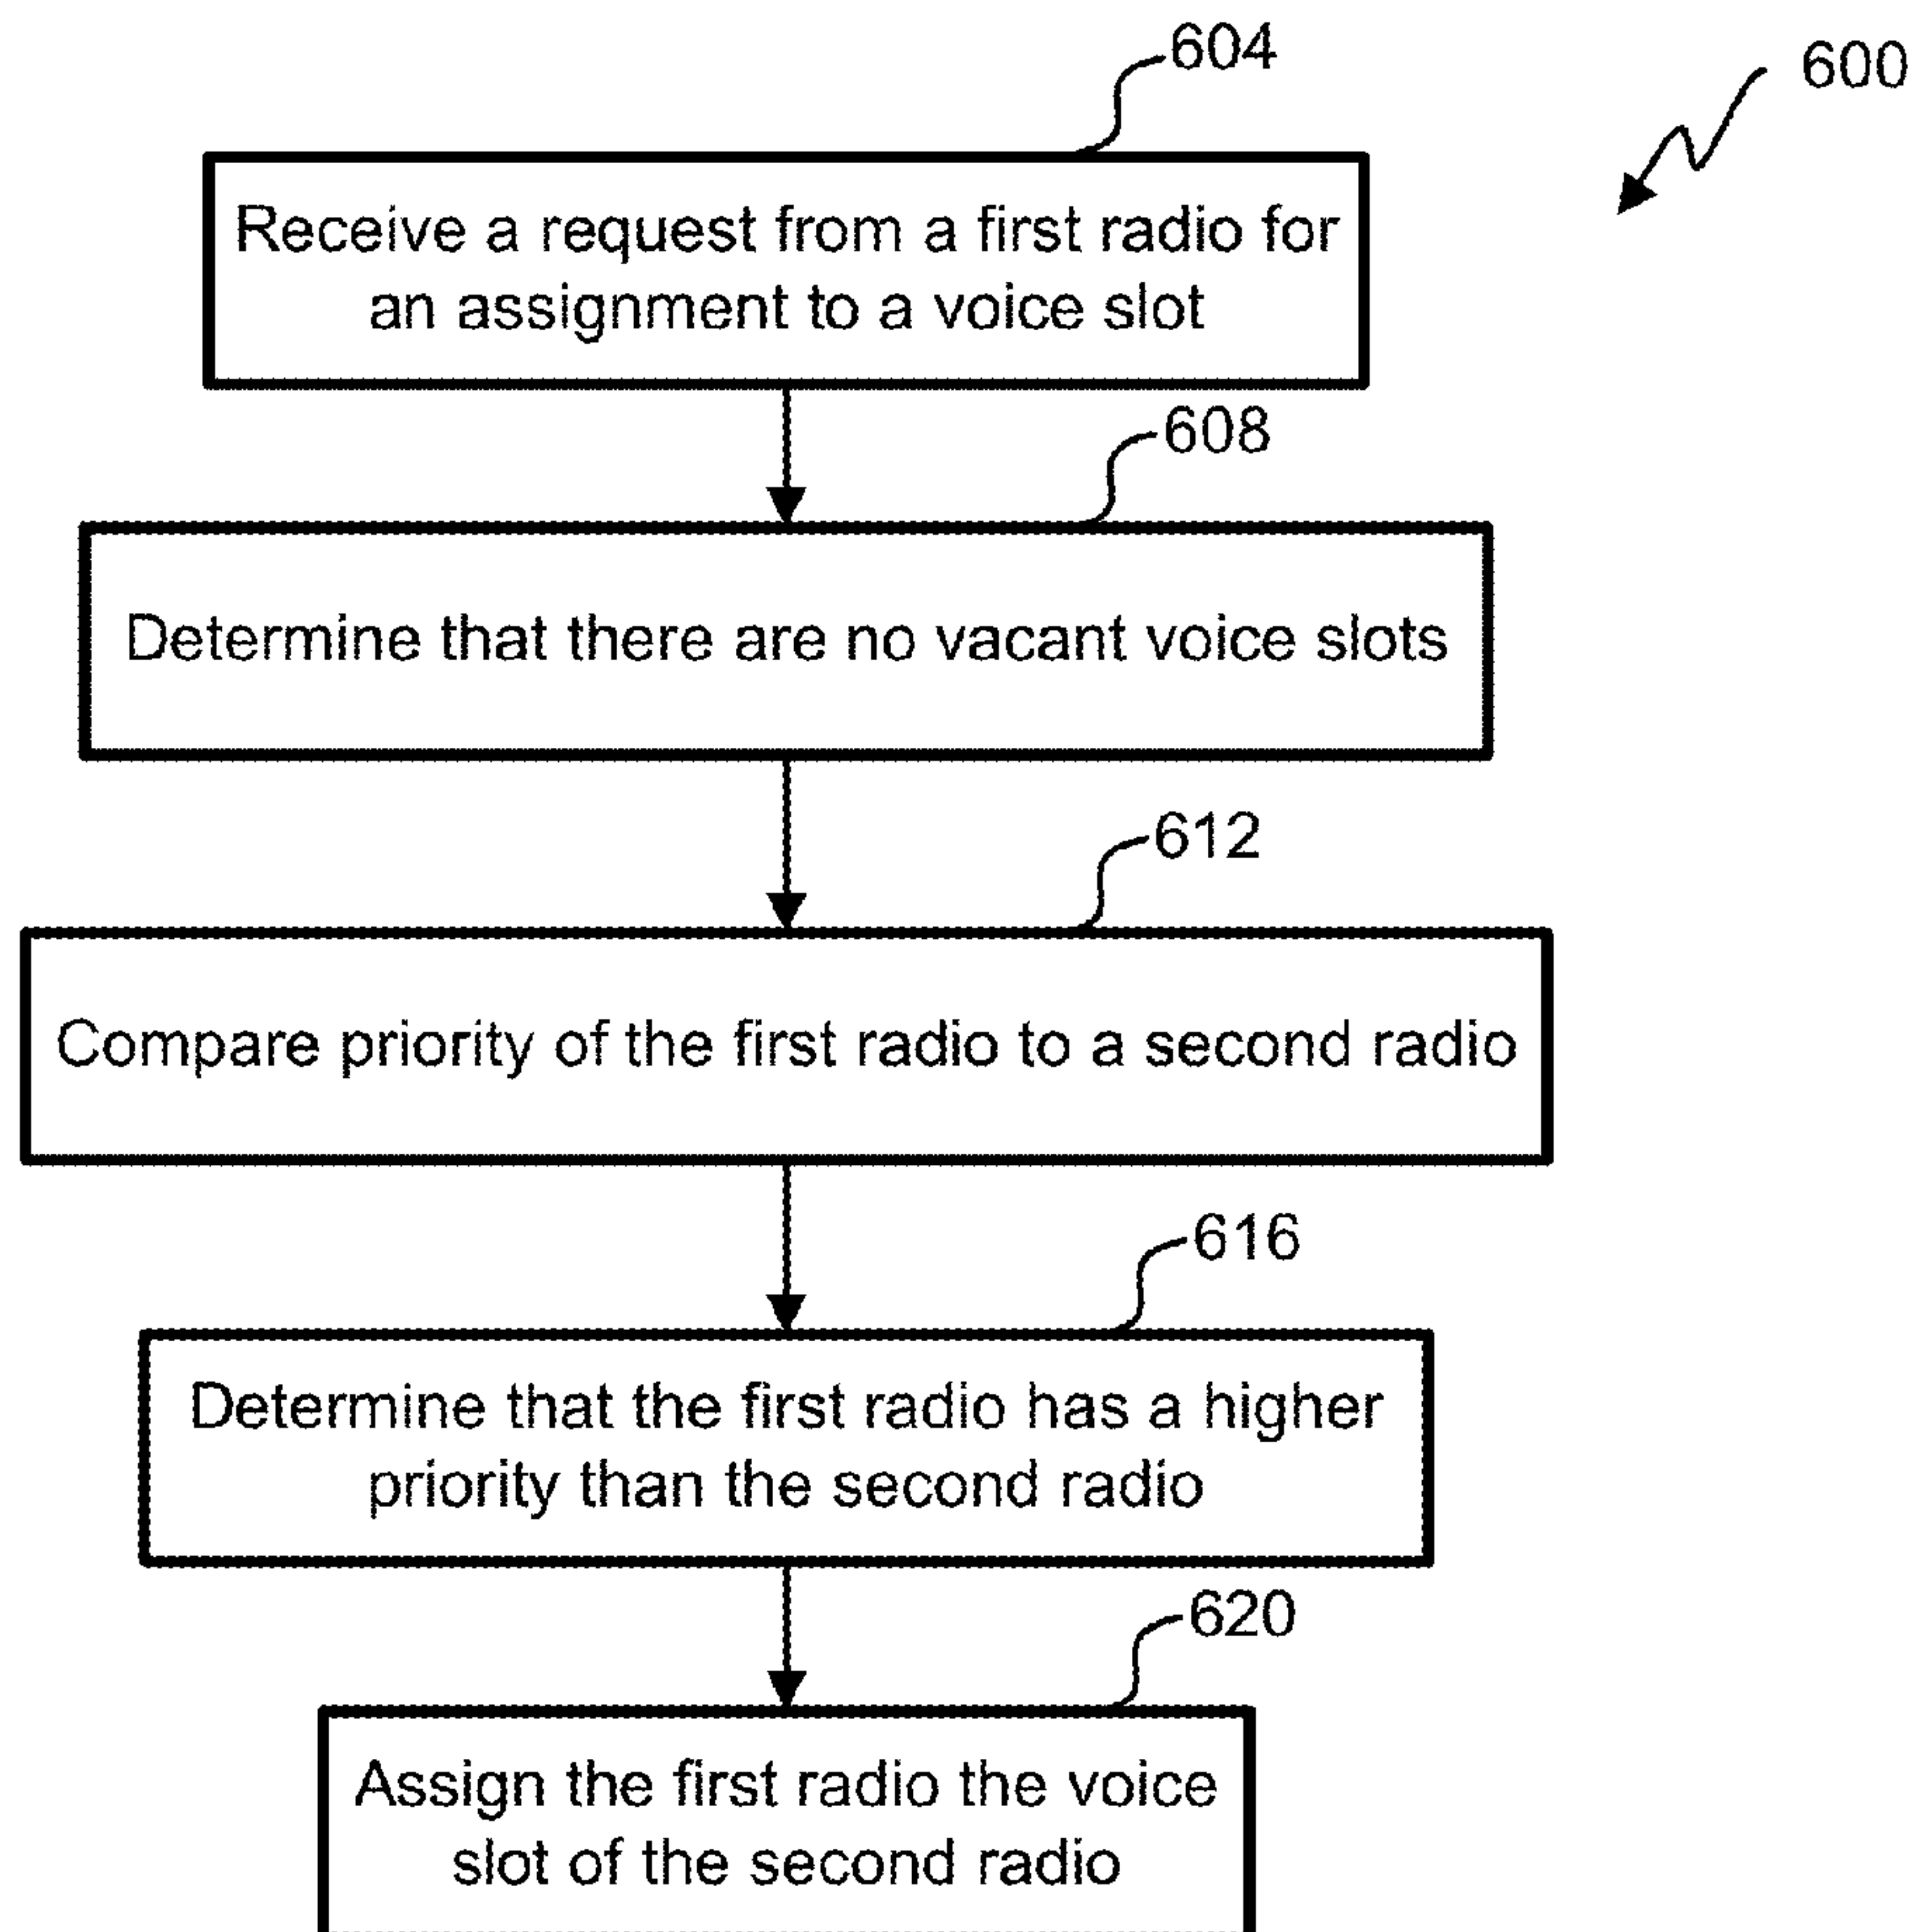 604
600
Receive a request from a first radio for
an assignment to a voice slot
608
Determine that there are no vacant voice slots
612
Compare priority of the first radio to a second radio
616
Determine that the first radio has a higher
priority than the second radio
620
Assign the first radio the voice
slot of the second radio